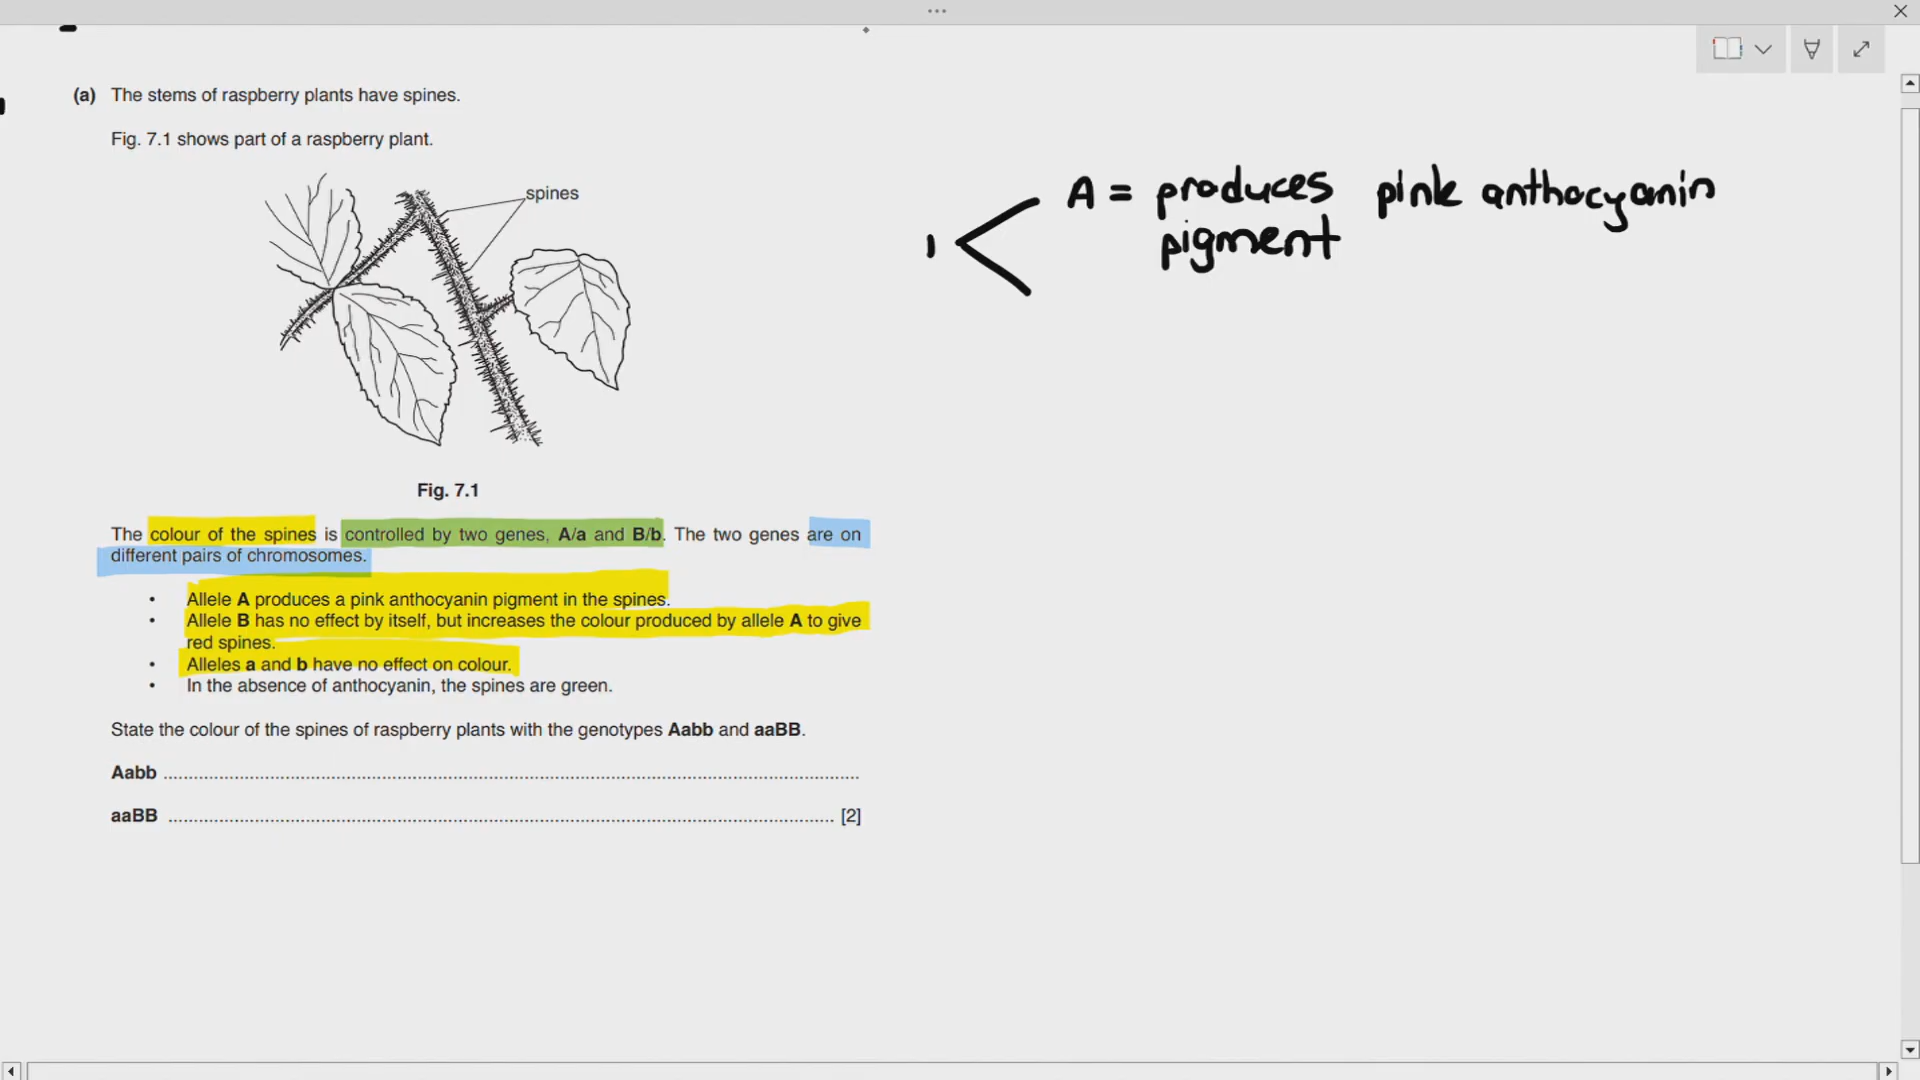 (a) The stems of raspberry plants have spines.
Fig. 7.1 shows part of a raspberry plant.
spines
Fig. 7.1
The colour of the spines is controlled by two genes, A/a and B/b. The two genes are on
different pairs of chromosomes.
• Allele A produces a pink anthocyanin pigment in the spines.
• Allele B has no effect by itself, but increases the colour produced by allele A to give
red spines.
• Alleles a and b have no effect on colour.
• In the absence of anthocyanin, the spines are green.
State the colour of the spines of raspberry plants with the genotypes Aabb and aaBB.
Aabb ..........................................................................................................................................
aaBB ..................................................................................................................................... [2]
1 < A = produces pink anthocyanin
pigment